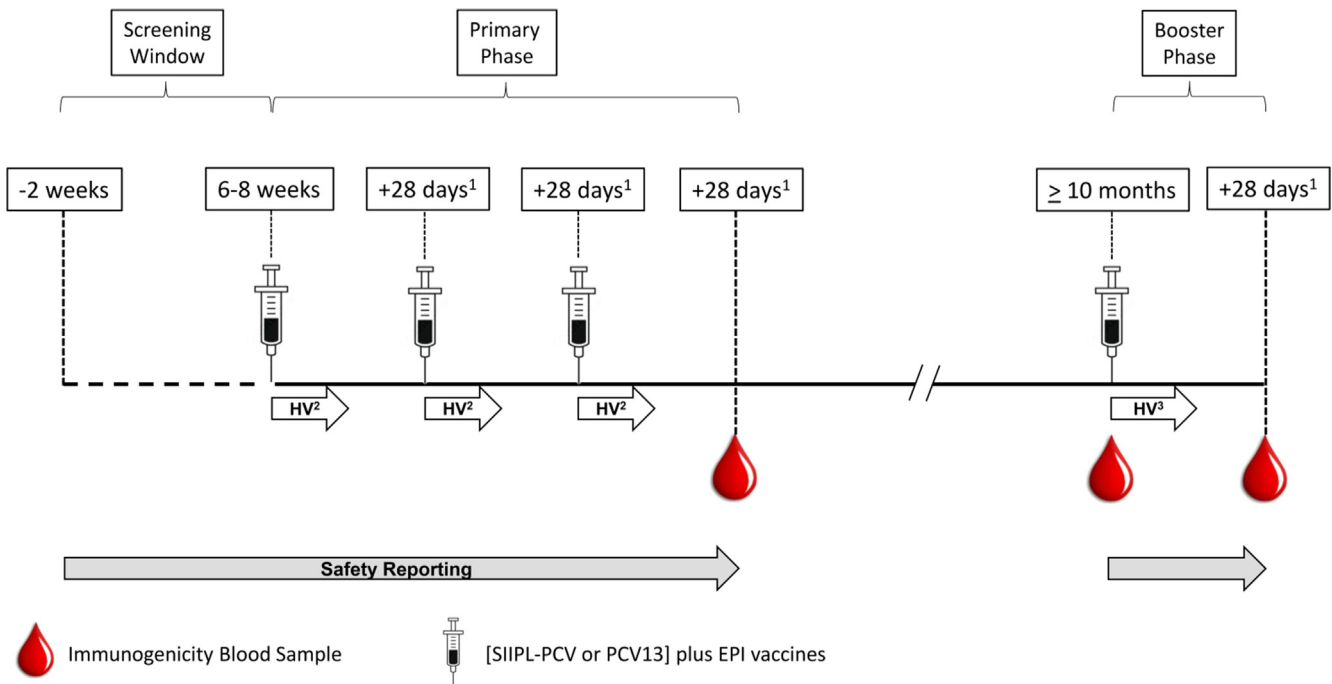 Screening
Window
Primary
Phase
Booster
Phase
-2 weeks
6-8 weeks
+28 days¹
+28 days¹
+28 days¹
≥ 10 months
+28 days¹
HV²
HV²
HV²
HV³
Safety Reporting
Immunogenicity Blood Sample
[SIIPL-PCV or PCV13] plus EPI vaccines